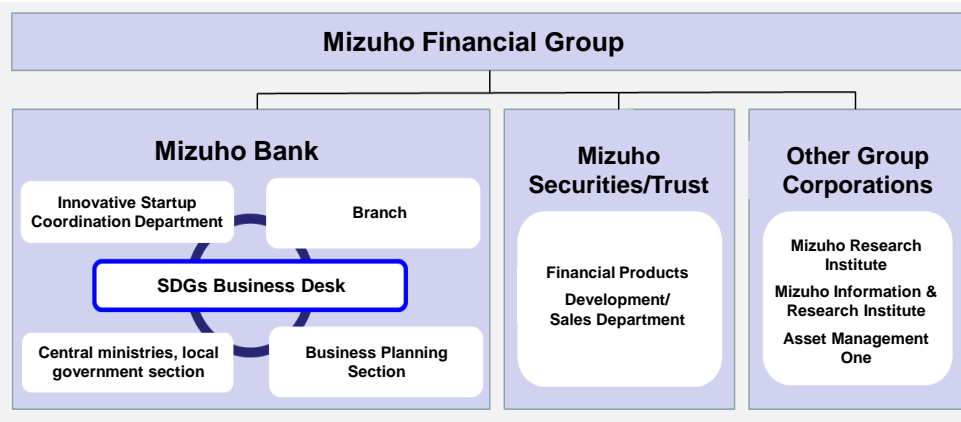 Mizuho Financial Group
Mizuho Bank
Innovative Startup
Coordination Department
Branch
SDGs Business Desk
Central ministries, local
government section
Business Planning
Section
Mizuho
Securities/Trust
Financial Products
Development/
Sales Department
Other Group
Corporations
Mizuho Research
Institute
Mizuho Information &
Research Institute
Asset Management
One